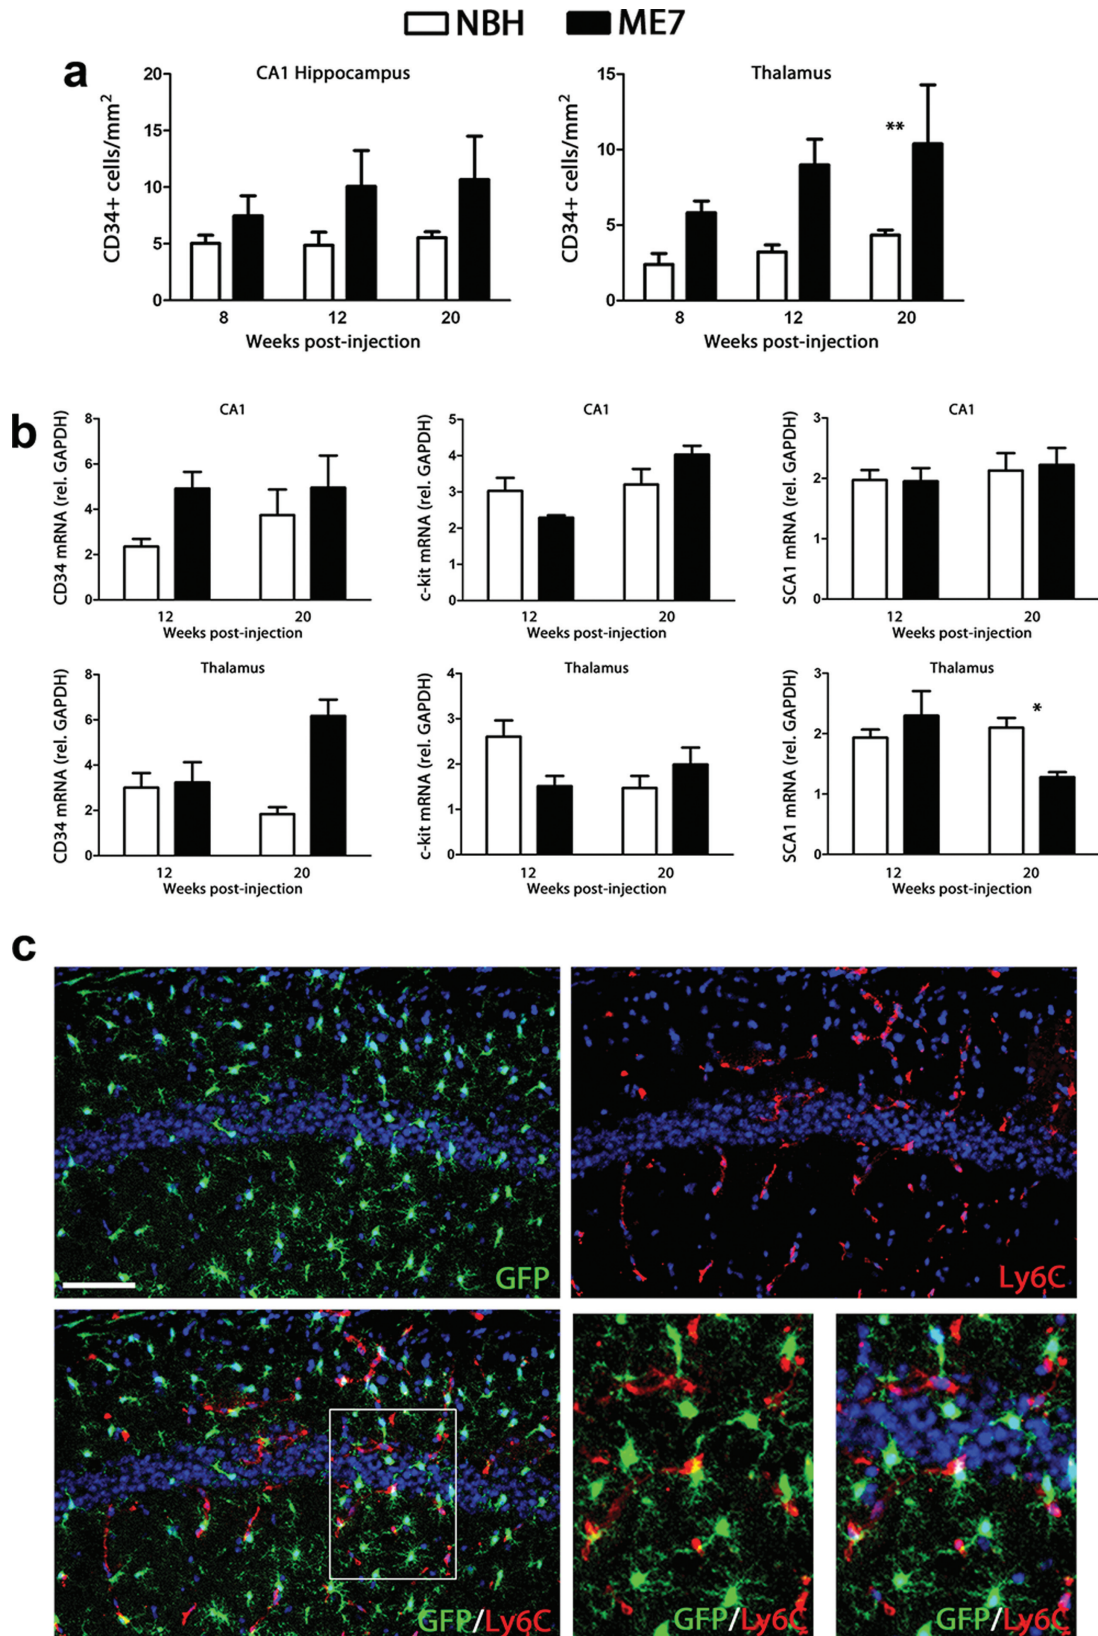 NBH ME7
a
CA1 Hippocampus
CD34+ cells/mm²
20
15
10
5
0
8 12 20
Weeks post-injection
Thalamus
CD34+ cells/mm²
15
10
5
0
**
8 12 20
Weeks post-injection
b
CA1
CD34 mRNA (rel. GAPDH)
8
6
4
2
0
12 20
Weeks post-injection
CA1
c-kit mRNA (rel. GAPDH)
5
4
3
2
1
0
12 20
Weeks post-injection
CA1
SCA1 mRNA (rel. GAPDH)
3
2
1
0
12 20
Weeks post-injection
Thalamus
CD34 mRNA (rel. GAPDH)
8
6
4
2
0
12 20
Weeks post-injection
Thalamus
c-kit mRNA (rel. GAPDH)
4
3
2
1
0
12 20
Weeks post-injection
Thalamus
SCA1 mRNA (rel. GAPDH)
3
2
1
0
*
12 20
Weeks post-injection
c
GFP
Ly6C
GFP/Ly6C
GFP/Ly6C
GFP/Ly6C